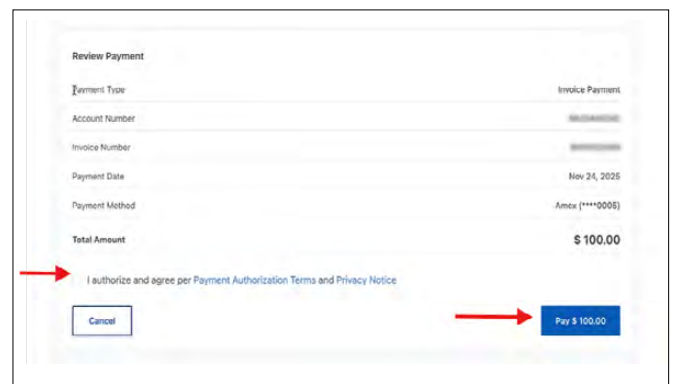 Review Payment
Payment Type Invoice Payment
Account Number
Invoice Number
Payment Date Nov 24, 2025
Payment Method Amex (****0005)
Total Amount $ 100.00
I authorize and agree per Payment Authorization Terms and Privacy Notice
Cancel Pay $ 100.00